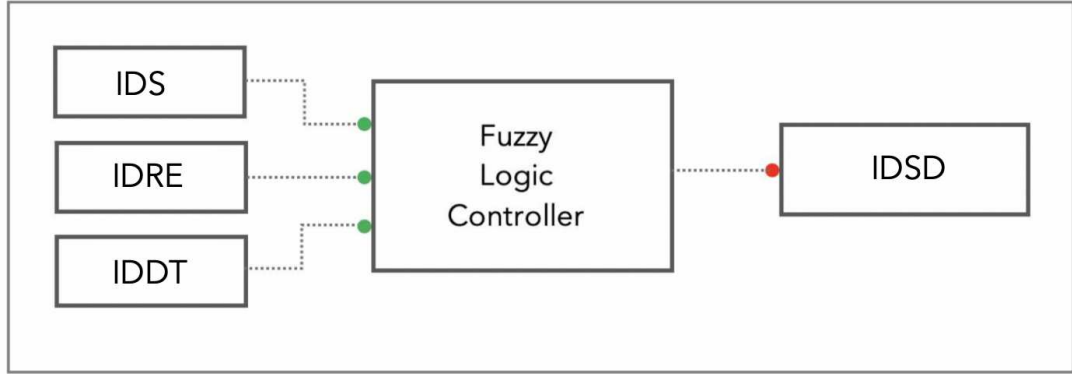 IDS
IDRE
IDDT
Fuzzy
Logic
Controller
IDSD